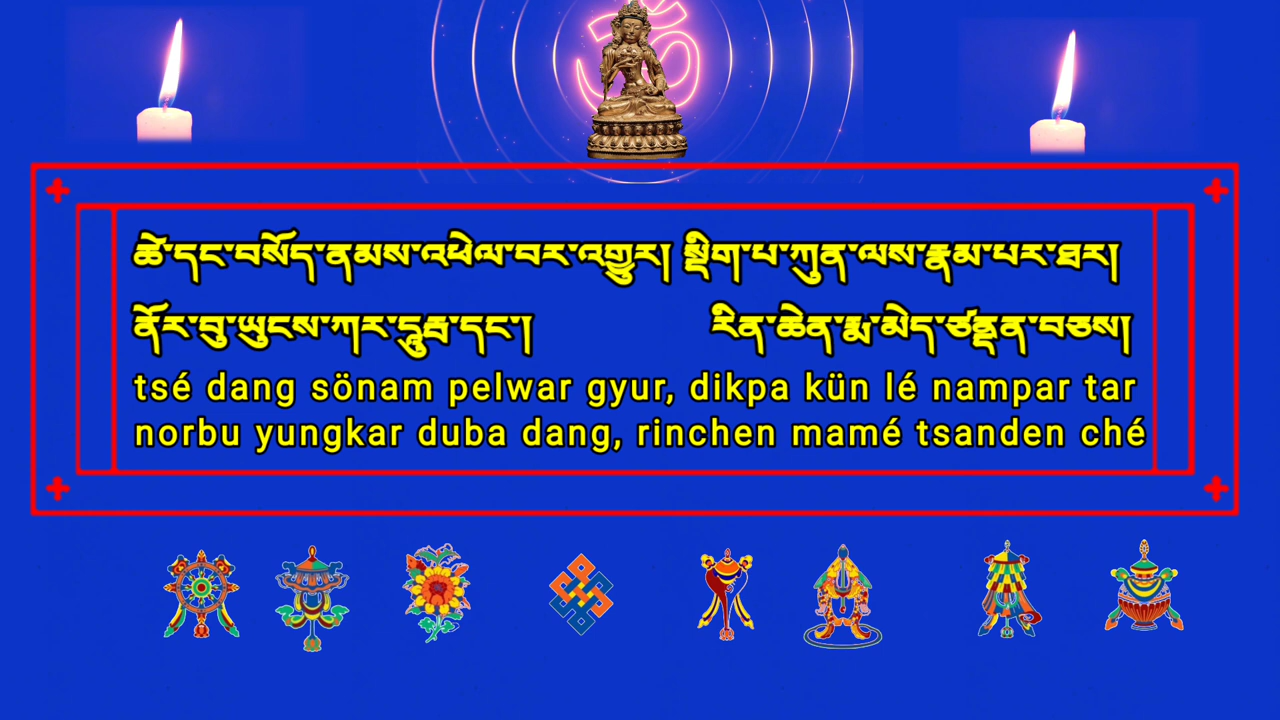 ཚེ་དང་བསོད་ནམས་འཕེལ་བར་འགྱུར། སྡིག་པ་ཀུན་ལས་རྣམ་པར་ཐར།
ནོར་བུ་ཡུངས་ཀར་དཱུརྦ་དང་། རིན་ཆེན་རྨ་མེད་ཙནྡན་བཅས།
tsé dang sönam pelwar gyur, dikpa kün lé nampar tar
norbu yungkar duba dang, rinchen mamé tsanden ché